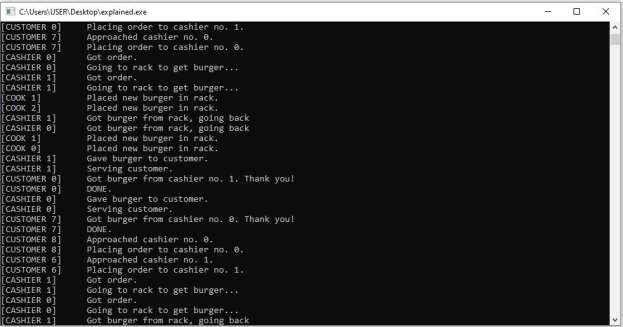 C:\Users\USER\Desktop\explained.exe
[CUSTOMER 0] Placing order to cashier no. 1.
[CUSTOMER 7] Approached cashier no. 0.
[CUSTOMER 7] Placing order to cashier no. 0.
[CASHIER 0] Got order.
[CASHIER 0] Going to rack to get burger...
[CASHIER 1] Got order.
[CASHIER 1] Going to rack to get burger...
[COOK 1] Placed new burger in rack.
[COOK 2] Placed new burger in rack.
[CASHIER 1] Got burger from rack, going back
[CASHIER 0] Got burger from rack, going back
[COOK 1] Placed new burger in rack.
[COOK 0] Placed new burger in rack.
[CASHIER 1] Gave burger to customer.
[CASHIER 1] Serving customer.
[CUSTOMER 0] Got burger from cashier no. 1. Thank you!
[CUSTOMER 0] DONE.
[CASHIER 0] Gave burger to customer.
[CASHIER 0] Serving customer.
[CUSTOMER 7] Got burger from cashier no. 0. Thank you!
[CUSTOMER 7] DONE.
[CUSTOMER 8] Approached cashier no. 0.
[CUSTOMER 8] Placing order to cashier no. 0.
[CUSTOMER 6] Approached cashier no. 1.
[CUSTOMER 6] Placing order to cashier no. 1.
[CASHIER 1] Got order.
[CASHIER 1] Going to rack to get burger...
[CASHIER 0] Got order.
[CASHIER 0] Going to rack to get burger...
[CASHIER 1] Got burger from rack, going back